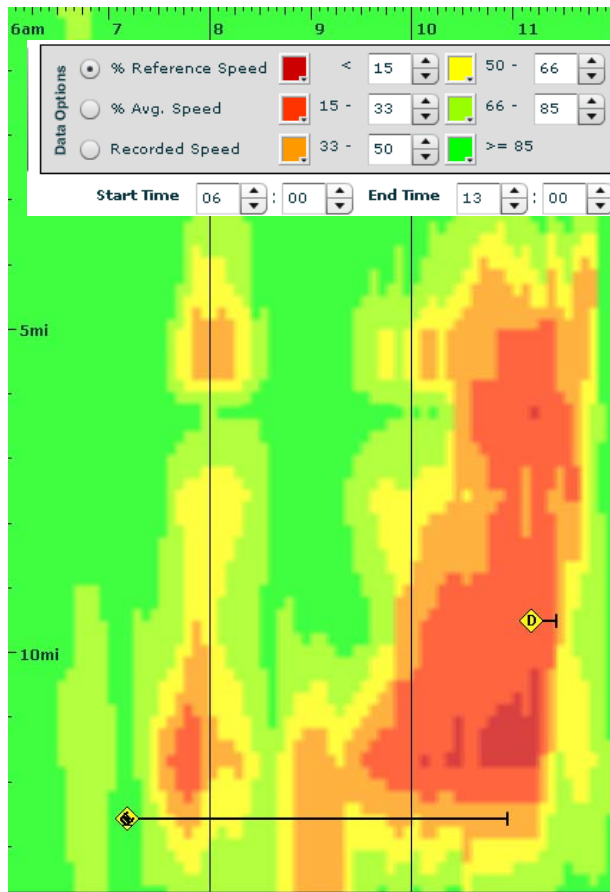 6am 7 8 9 10 11
Data Options
% Reference Speed < 15 50 - 66
% Avg. Speed 15 - 33 66 - 85
Recorded Speed 33 - 50 >= 85
Start Time 06 : 00 End Time 13 : 00
5mi
D
10mi